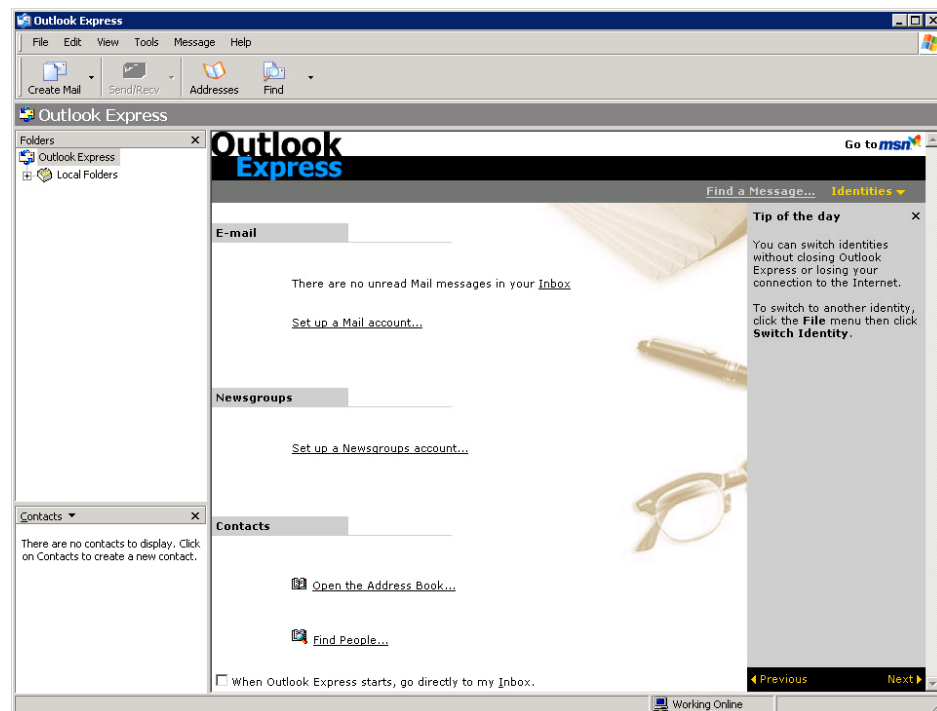 Outlook Express
File Edit View Tools Message Help
Create Mail Send/Recv Addresses Find
Outlook Express
Folders
Outlook Express
Local Folders
Outlook
Express
Go to msn
Find a Message... Identities
E-mail
There are no unread Mail messages in your Inbox
Set up a Mail account...
Newsgroups
Set up a Newsgroups account...
Contacts
Open the Address Book...
Find People...
When Outlook Express starts, go directly to my Inbox.
Tip of the day
You can switch identities
without closing Outlook
Express or losing your
connection to the Internet.
To switch to another identity,
click the File menu then click
Switch Identity.
Previous Next
Contacts
There are no contacts to display. Click
on Contacts to create a new contact.
Working Online